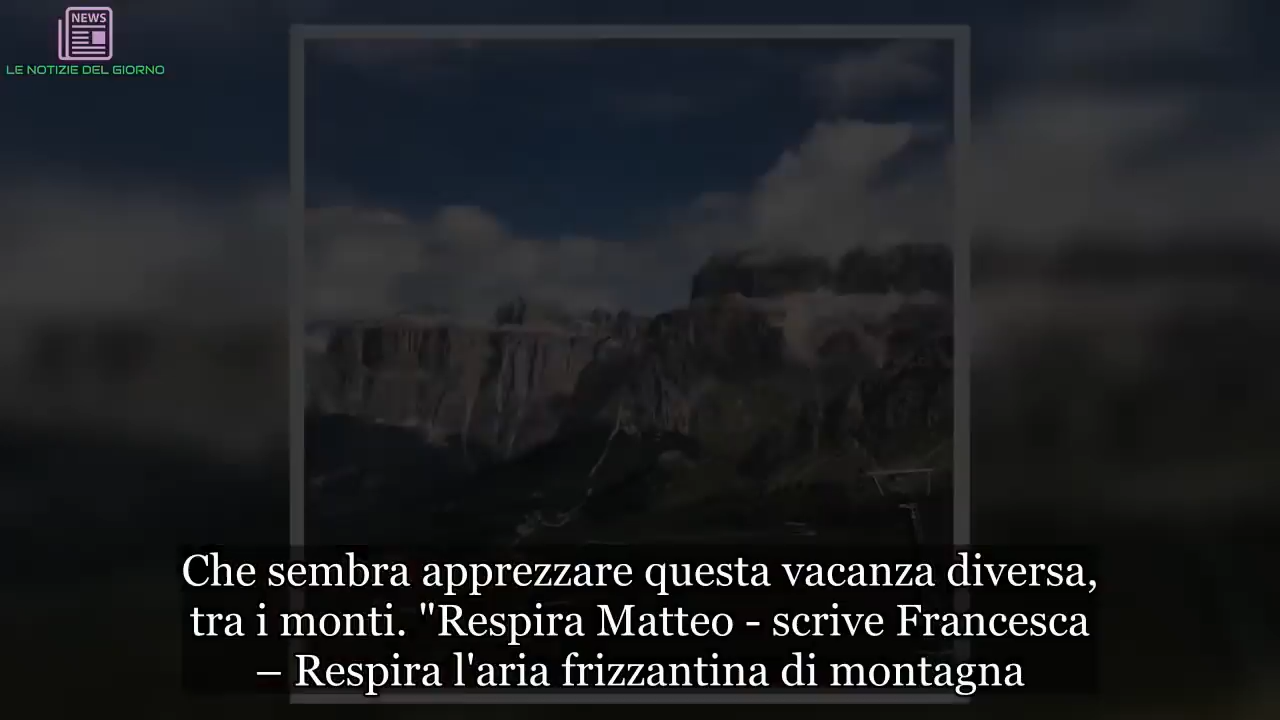 NEWS
LE NOTIZIE DEL GIORNO
Che sembra apprezzare questa vacanza diversa,
tra i monti. "Respira Matteo - scrive Francesca
– Respira l'aria frizzantina di montagna